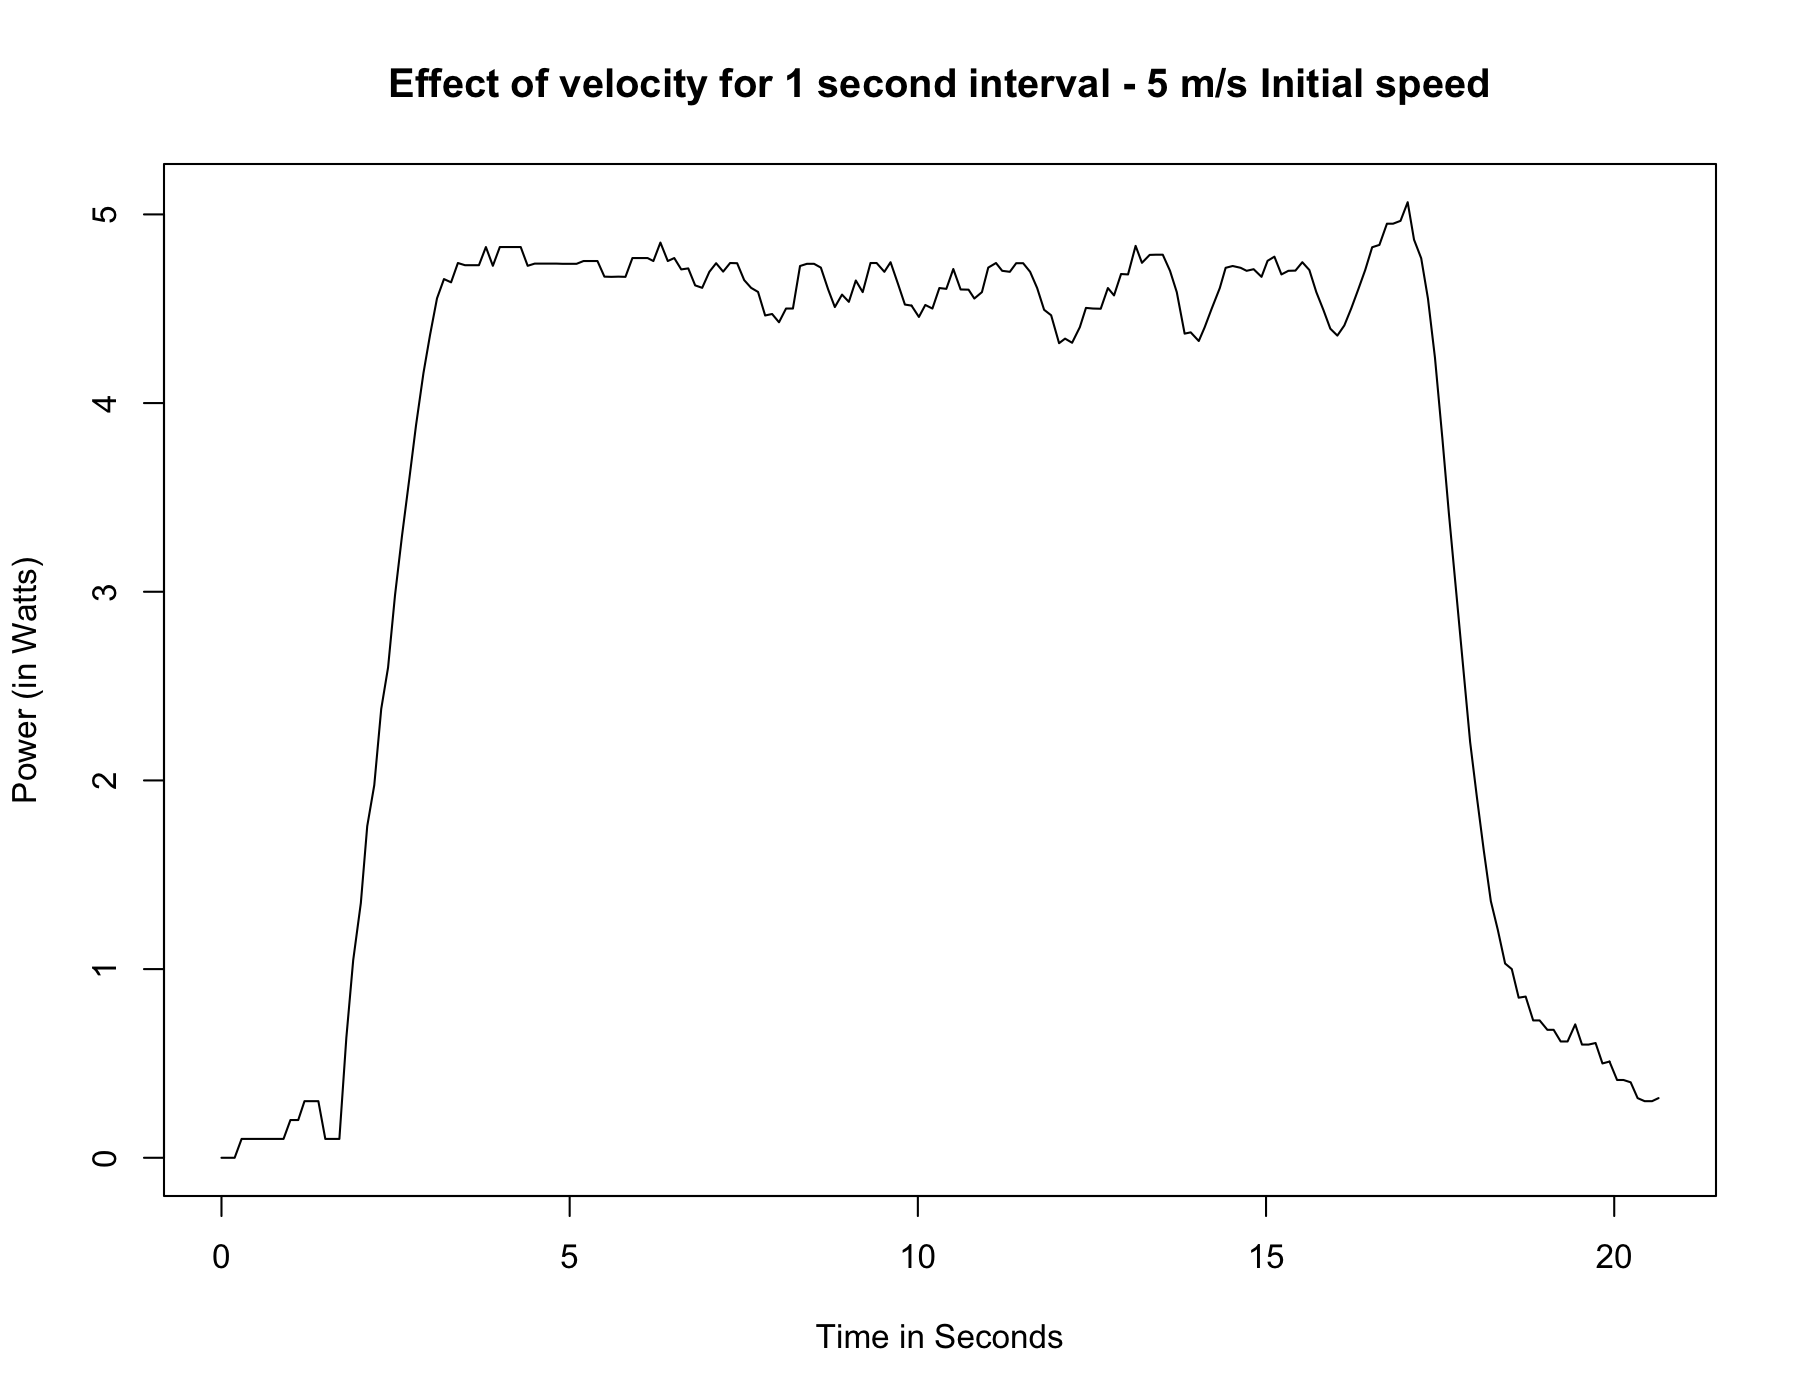 Effect of velocity for 1 second interval - 5 m/s Initial speed
Power (in Watts)
5
4
3
2
1
0
0 5 10 15 20
Time in Seconds